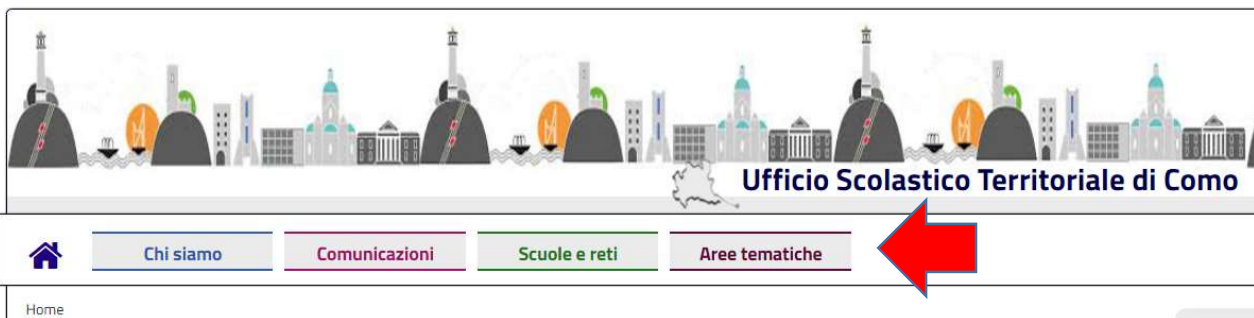 Ufficio Scolastico Territoriale di Como
Chi siamo Comunicazioni Scuole e reti Aree tematiche
Home